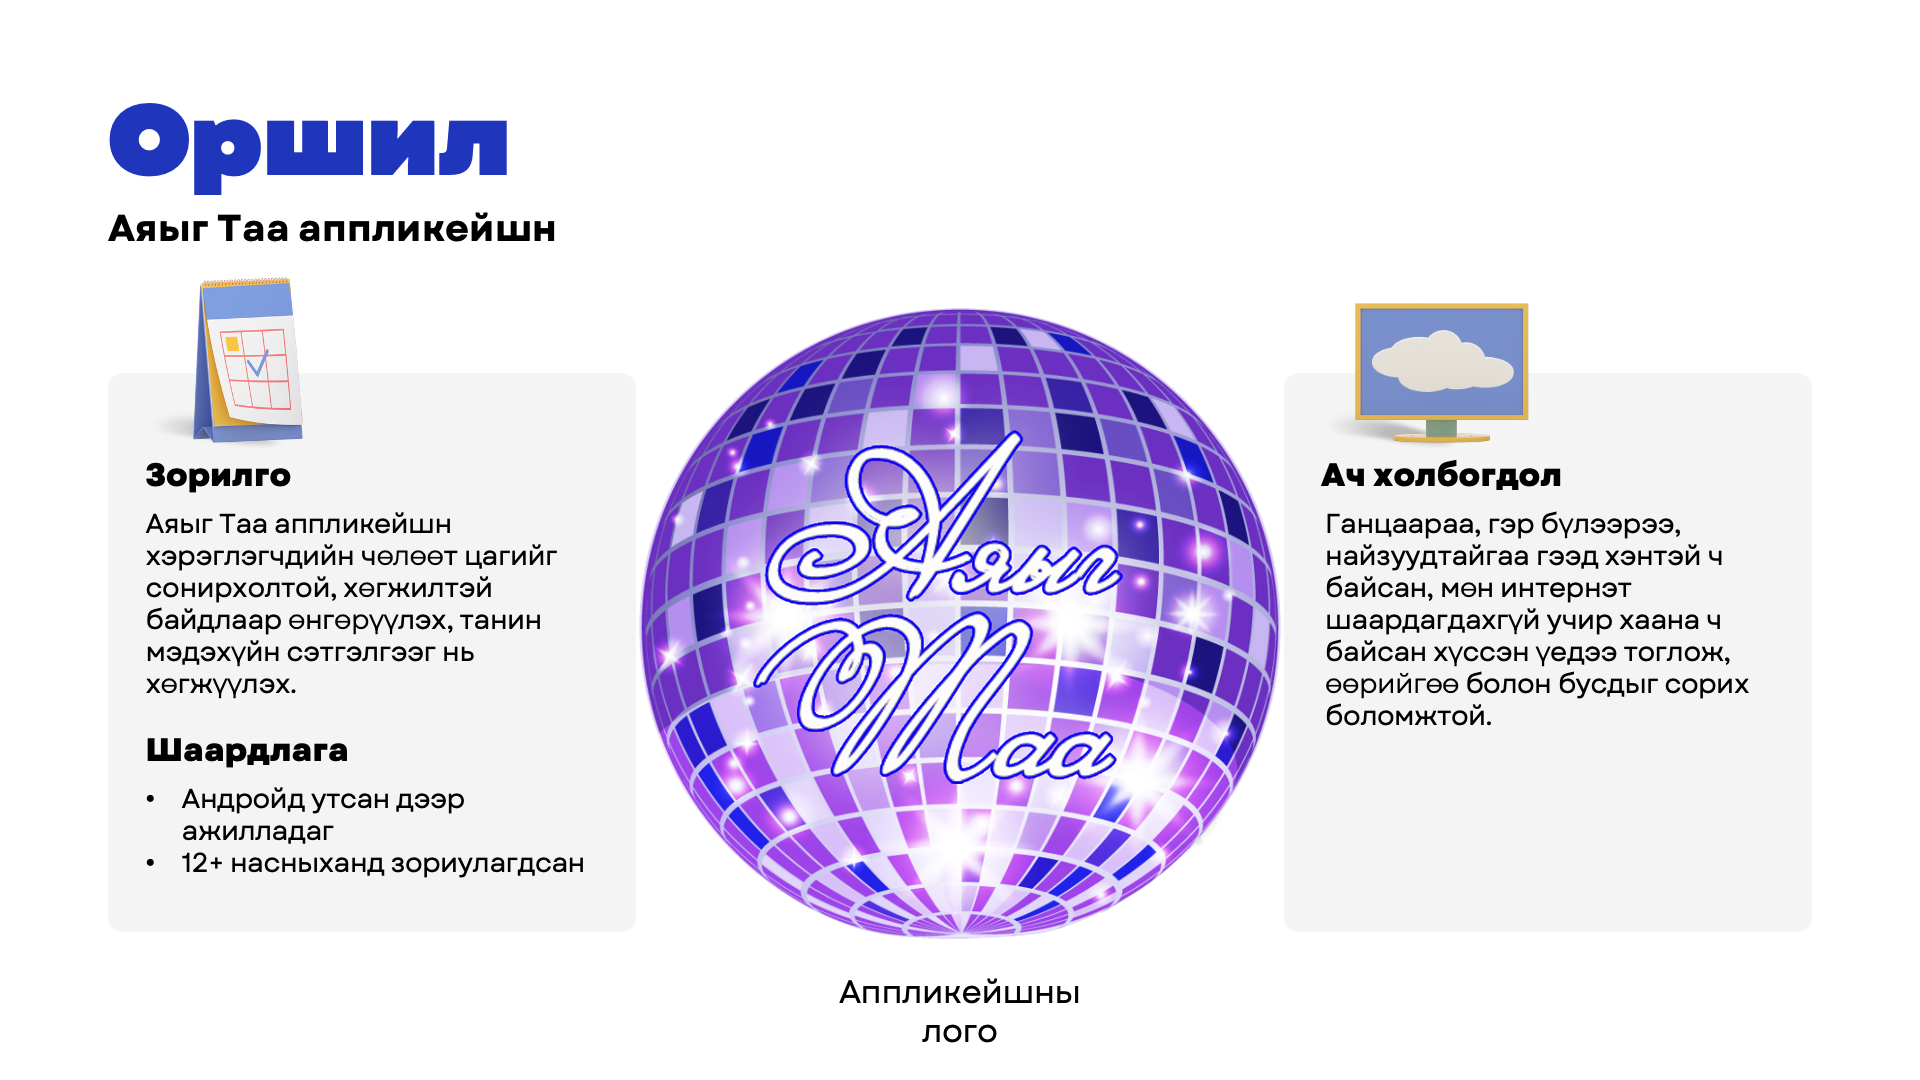 Оршил
Аяыг Таа аппликейшн
Зорилго
Аяыг Таа аппликейшн
хэрэглэгчдийн чөлөөт цагийг
сонирхолтой, хөгжилтэй
байдлаар өнгөрүүлэх, танин
мэдэхүйн сэтгэлгээг нь
хөгжүүлэх.
Шаардлага
• Андройд утсан дээр
ажилладаг
• 12+ насныханд зориулагдсан
Аяыг
Таа
Аппликейшны
лого
Ач холбогдол
Ганцаараа, гэр бүлээрээ,
найзуудтайгаа гээд хэнтэй ч
байсан, мөн интернэт
шаардагдахгүй учир хаана ч
байсан хүссэн үедээ тоглож,
өөрийгөө болон бусдыг сорих
боломжтой.